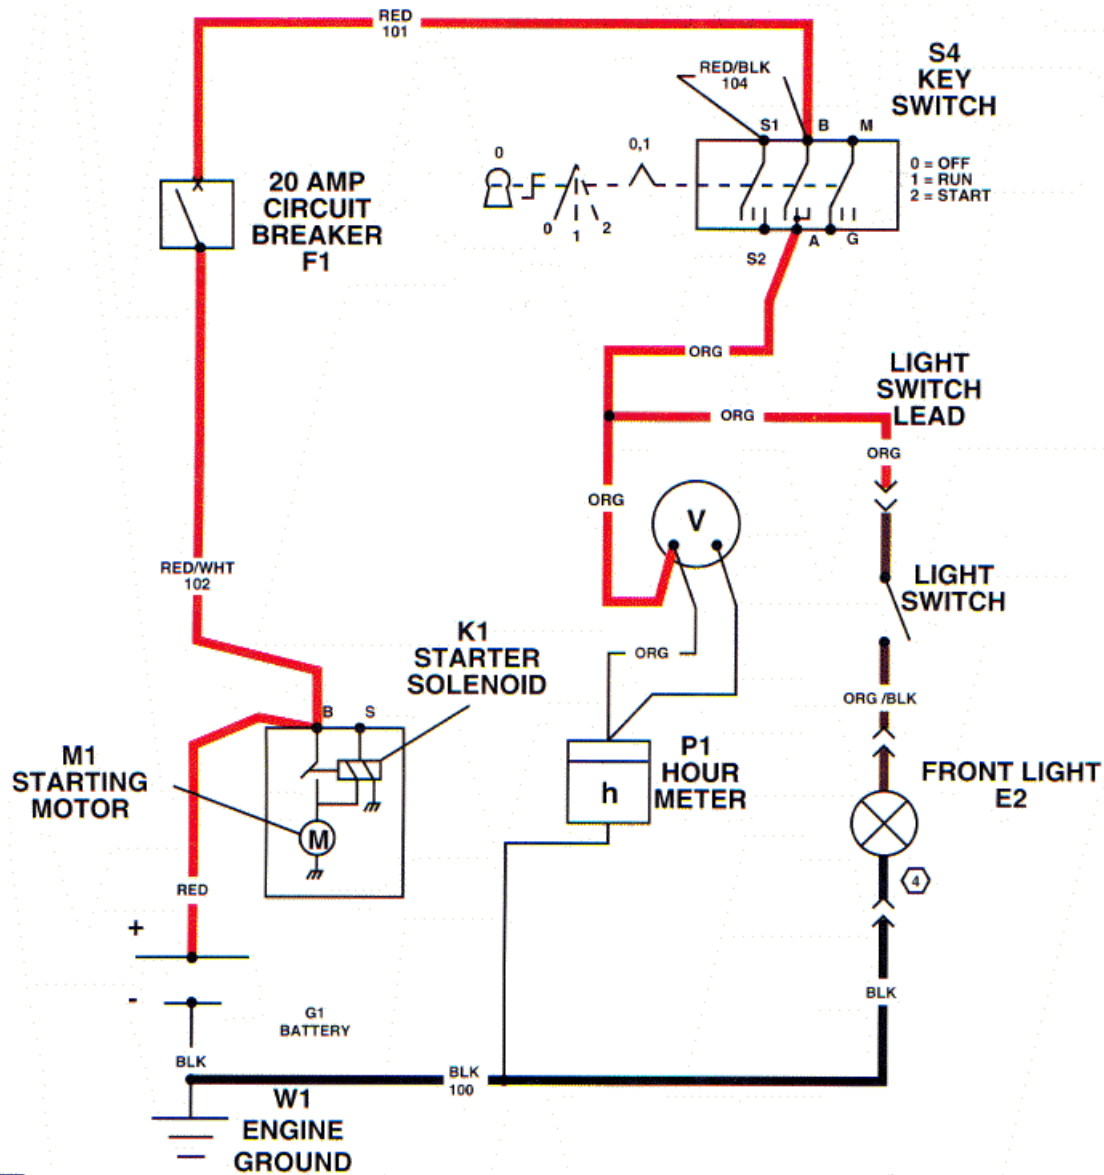 RED
101
S4
KEY
SWITCH
RED/BLK
104
S1
B
M
0
0,1
0 = OFF
1 = RUN
2 = START
X
20 AMP
CIRCUIT
BREAKER
F1
0
1
2
S2
A
G
ORG
LIGHT
SWITCH
LEAD
ORG
ORG
ORG
V
RED/WHT
102
LIGHT
SWITCH
K1
STARTER
SOLENOID
ORG
ORG /BLK
B
S
M1
STARTING
MOTOR
P1
HOUR
METER
h
FRONT LIGHT
E2
M
RED
4
+
-
G1
BATTERY
BLK
BLK
BLK
100
W1
ENGINE
GROUND